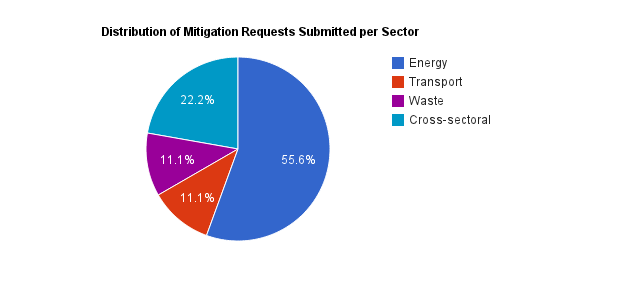 Distribution of Mitigation Requests Submitted per Sector
Energy
Transport
Waste
Cross-sectoral
22.2%
11.1%
55.6%
11.1%